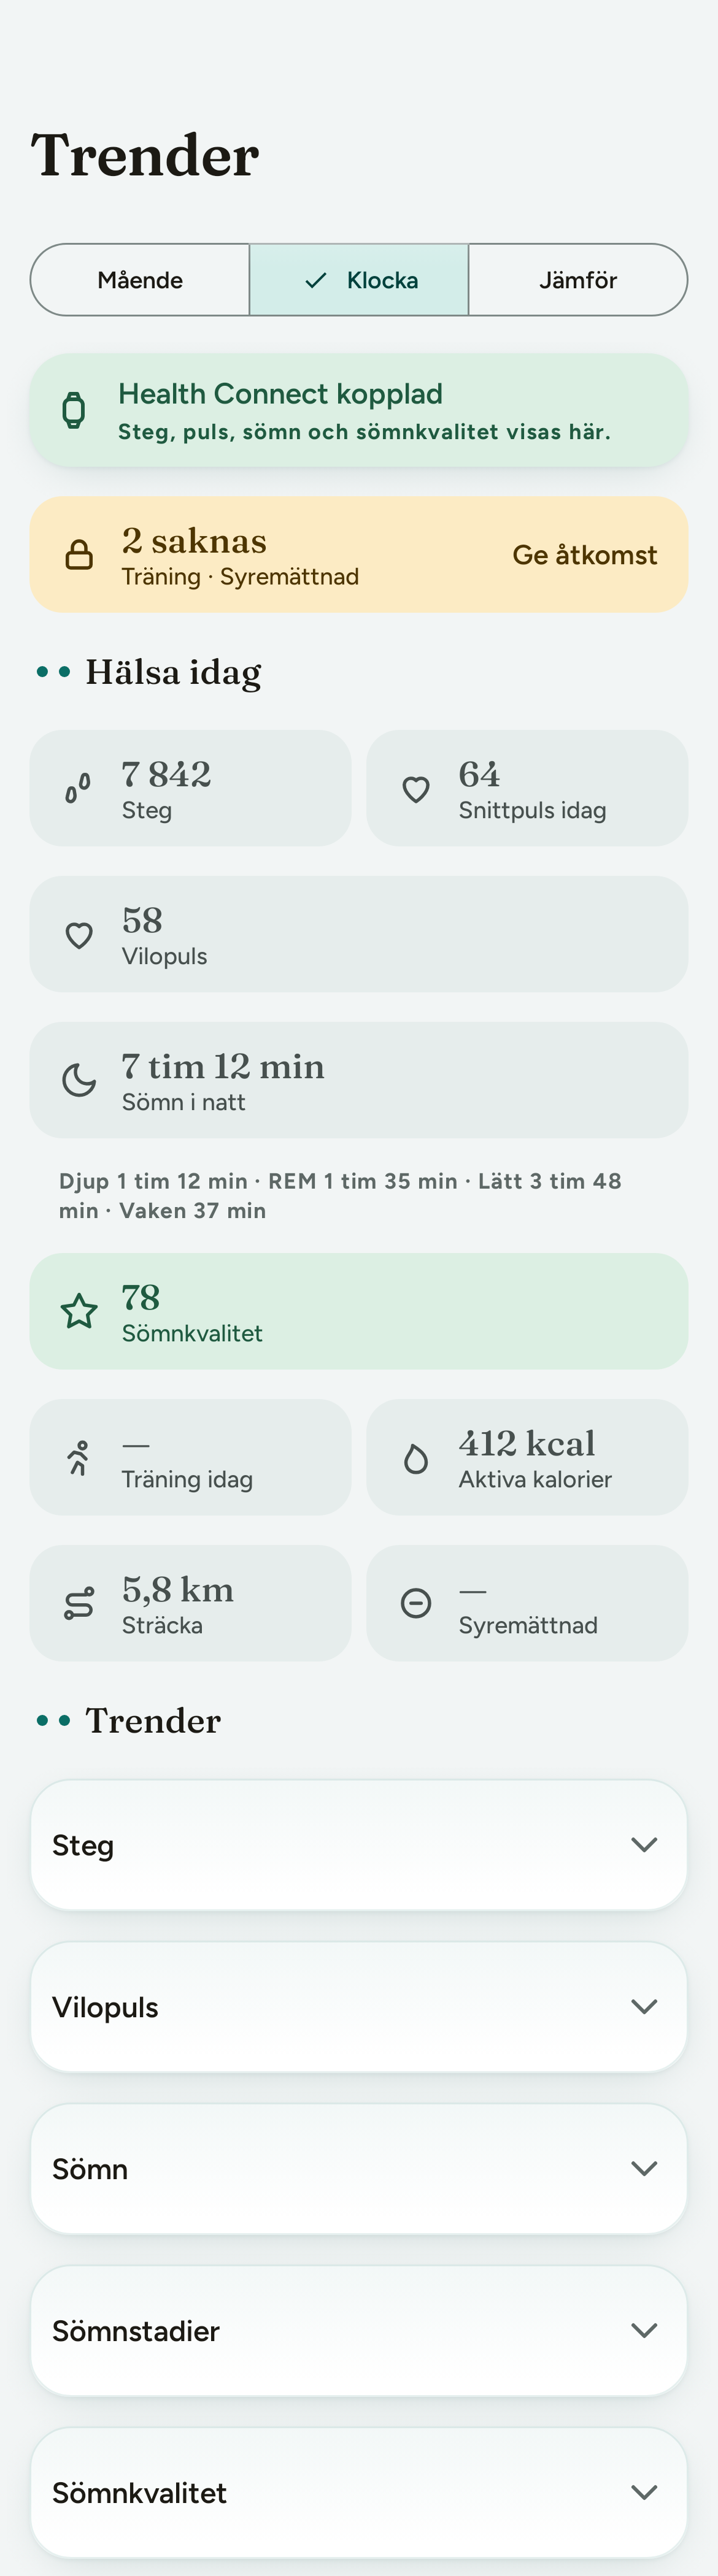 Trender
Mående
Klocka
Jämför
Health Connect kopplad
Steg, puls, sömn och sömnkvalitet visas här.
2 saknas
Träning · Syremättnad
Ge åtkomst
Hälsa idag
7 842
Steg
64
Snittpuls idag
58
Vilopuls
7 tim 12 min
Sömn i natt
Djup 1 tim 12 min · REM 1 tim 35 min · Lätt 3 tim 48
min · Vaken 37 min
78
Sömnkvalitet
—
Träning idag
412 kcal
Aktiva kalorier
5,8 km
Sträcka
—
Syremättnad
Trender
Steg
Vilopuls
Sömn
Sömnstadier
Sömnkvalitet